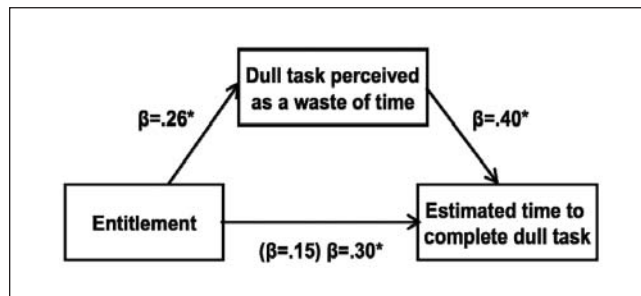 Dull task perceived
as a waste of time
β=.26*
β=.40*
Entitlement
Estimated time to
complete dull task
(β=.15) β=.30*